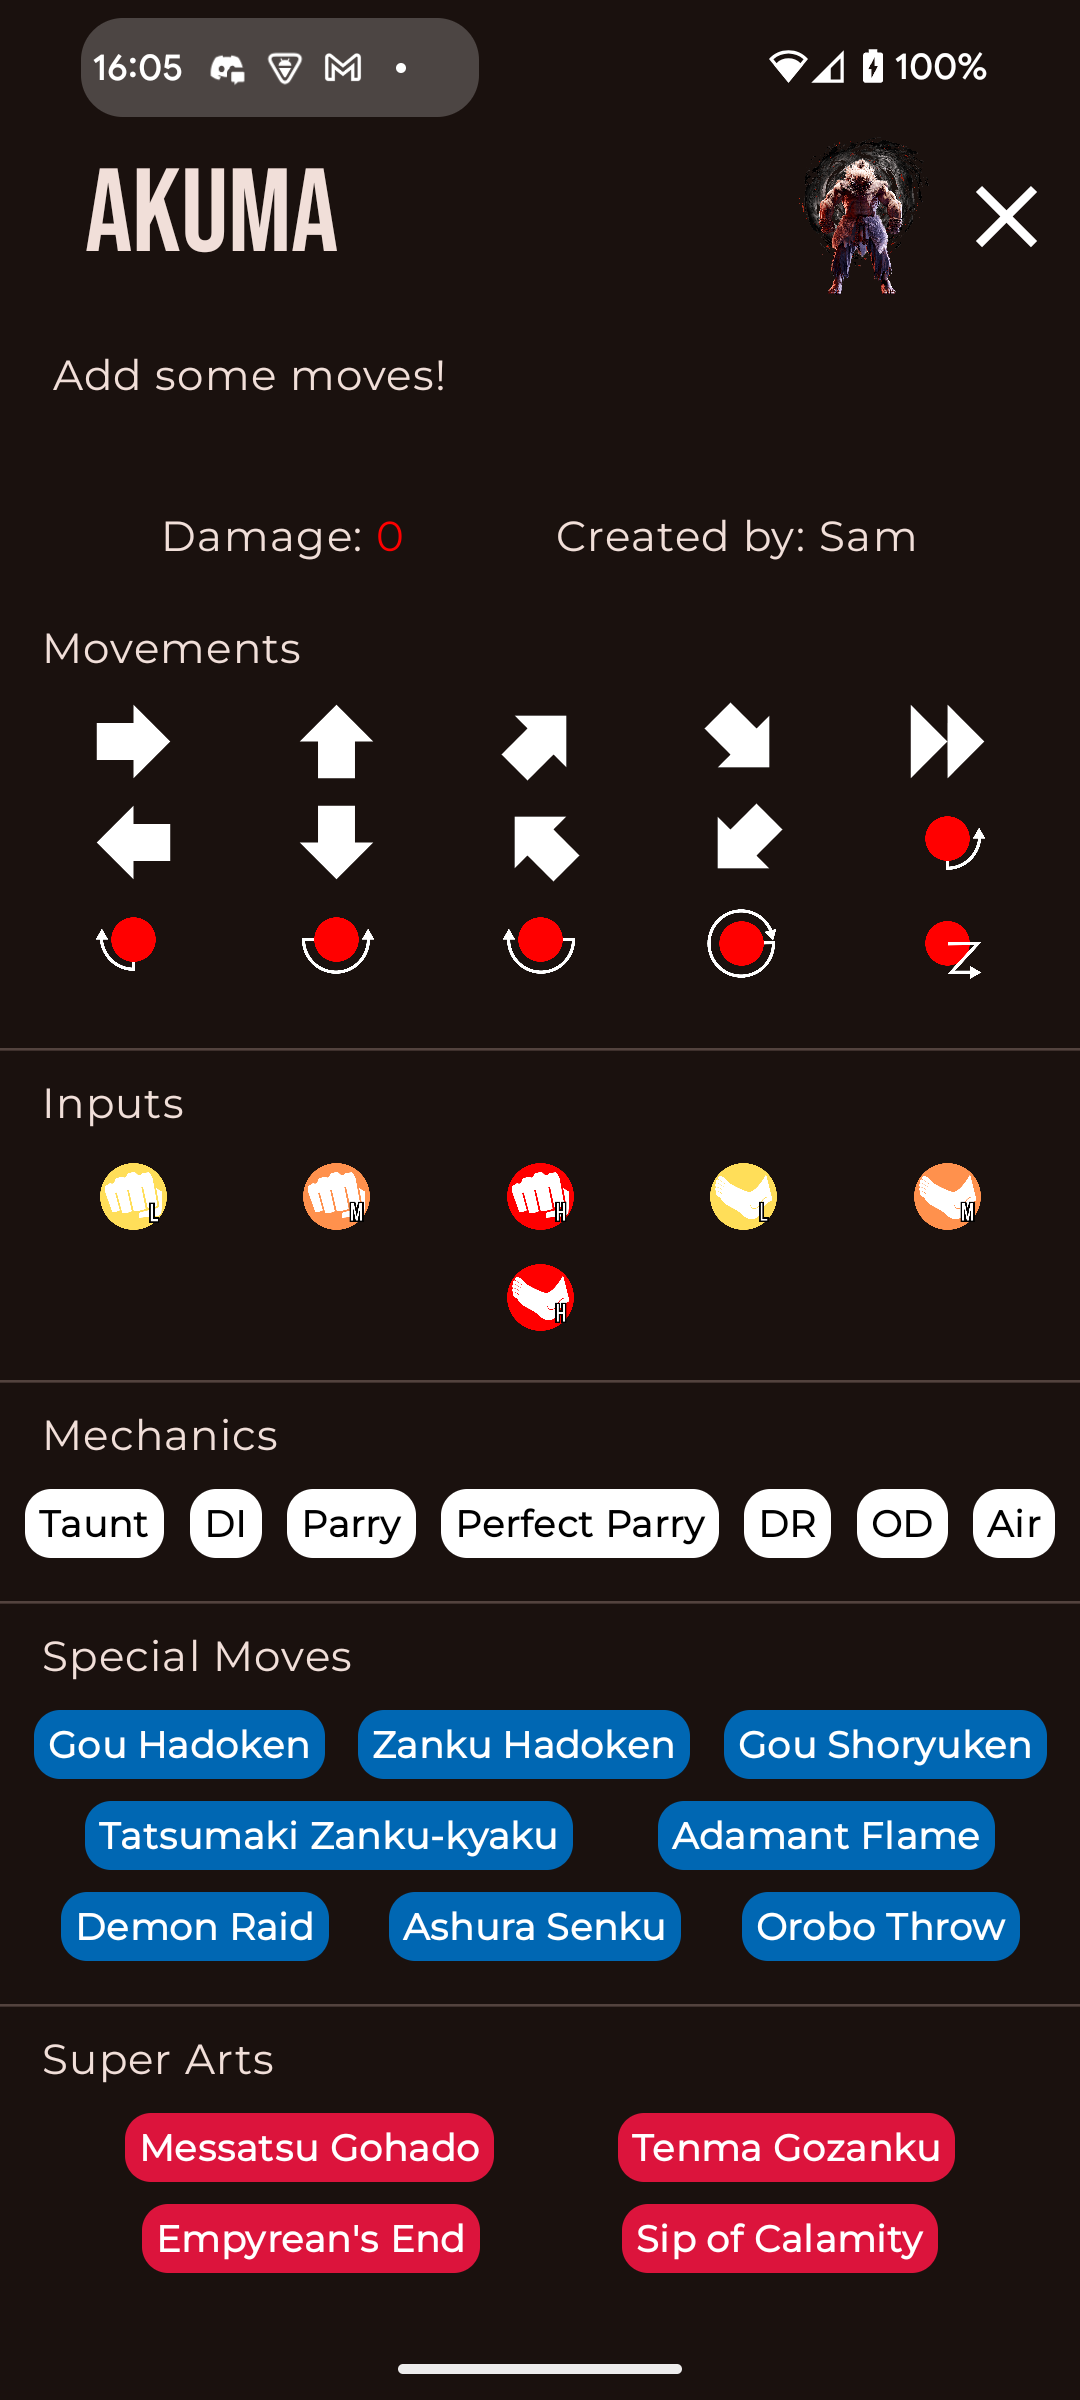 16:05 100%
AKUMA
Add some moves!
Damage: 0 Created by: Sam
Movements
Inputs
L M H L M
H
Mechanics
Taunt DI Parry Perfect Parry DR OD Air
Special Moves
Gou Hadoken Zanku Hadoken Gou Shoryuken
Tatsumaki Zanku-kyaku Adamant Flame
Demon Raid Ashura Senku Orobo Throw
Super Arts
Messatsu Gohado Tenma Gozanku
Empyrean's End Sip of Calamity